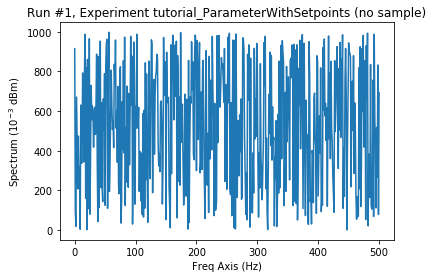 Run #1, Experiment tutorial_ParameterWithSetpoints (no sample)
1000
800
600
400
200
0
Spectrum (10⁻³ dBm)
0 100 200 300 400 500
Freq Axis (Hz)